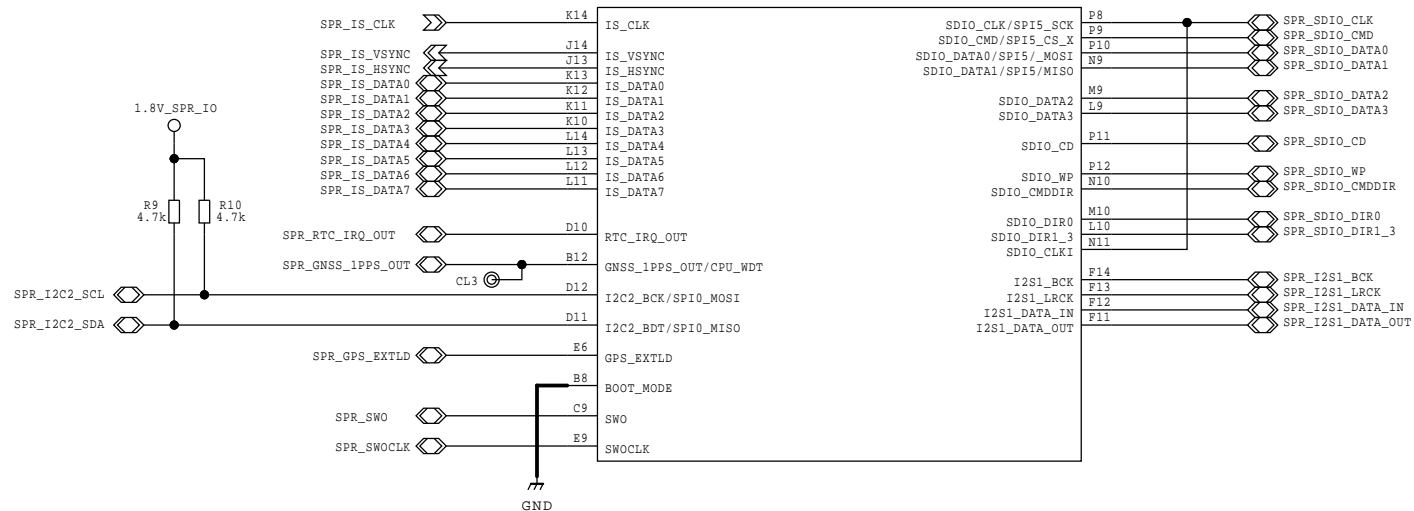 SPR_IS_CLK K14 IS_CLK
SPR_IS_VSYNC J14 IS_VSYNC
SPR_IS_HSYNC J13 IS_HSYNC
SPR_IS_DATA0 K13 IS_DATA0
SPR_IS_DATA1 K12 IS_DATA1
SPR_IS_DATA2 K11 IS_DATA2
SPR_IS_DATA3 K10 IS_DATA3
SPR_IS_DATA4 L14 IS_DATA4
SPR_IS_DATA5 L13 IS_DATA5
SPR_IS_DATA6 L12 IS_DATA6
SPR_IS_DATA7 L11 IS_DATA7
1.8V_SPR_IO
R9 R10
4.7k 4.7k
SPR_RTC_IRQ_OUT D10 RTC_IRQ_OUT
SPR_GNSS_1PPS_OUT B12 GNSS_1PPS_OUT/CPU_WDT
CL3
SPR_I2C2_SCL D12 I2C2_BCK/SPI0_MOSI
SPR_I2C2_SDA D11 I2C2_BDT/SPI0_MISO
SPR_GPS_EXTLD E6 GPS_EXTLD
B8 BOOT_MODE
SPR_SWO C9 SWO
SPR_SWOCLK E9 SWOCLK
GND
SDIO_CLK/SPI5_SCK P8 SPR_SDIO_CLK
SDIO_CMD/SPI5_CS_X P9 SPR_SDIO_CMD
SDIO_DATA0/SPI5/_MOSI P10 SPR_SDIO_DATA0
SDIO_DATA1/SPI5/MISO N9 SPR_SDIO_DATA1
SDIO_DATA2 M9 SPR_SDIO_DATA2
SDIO_DATA3 L9 SPR_SDIO_DATA3
SDIO_CD P11 SPR_SDIO_CD
SDIO_WP P12 SPR_SDIO_WP
SDIO_CMDDIR N10 SPR_SDIO_CMDDIR
SDIO_DIR0 M10 SPR_SDIO_DIR0
SDIO_DIR1_3 L10 SPR_SDIO_DIR1_3
SDIO_CLKI N11
I2S1_BCK F14 SPR_I2S1_BCK
I2S1_LRCK F13 SPR_I2S1_LRCK
I2S1_DATA_IN F12 SPR_I2S1_DATA_IN
I2S1_DATA_OUT F11 SPR_I2S1_DATA_OUT